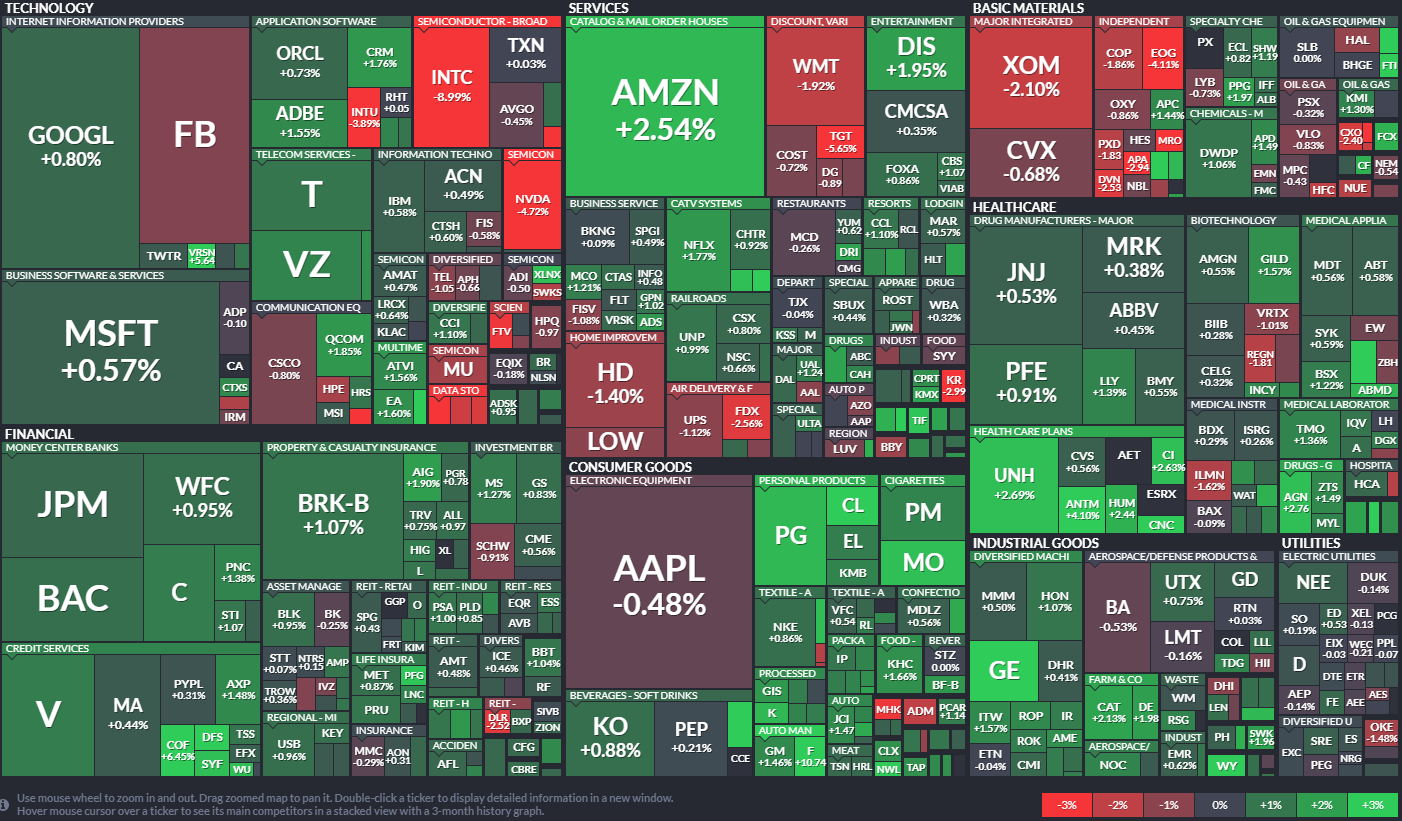 TECHNOLOGY
INTERNET INFORMATION PROVIDERS
GOOGL
+0.80%
FB
TWTR
VRSN
+5.64
BUSINESS SOFTWARE & SERVICES
MSFT
+0.57%
ADP
-0.10
CA
CTXS
IRM
APPLICATION SOFTWARE
ORCL
+0.73%
CRM
+1.76%
ADBE
+1.55%
INTU
-3.89%
RHT
+0.05
SEMICONDUCTOR - BROAD
INTC
-8.99%
TXN
+0.03%
AVGO
-0.45%
TELECOM SERVICES -
T
VZ
INFORMATION TECHNO
IBM
+0.58%
ACN
+0.49%
CTSH
+0.60%
FIS
-0.58%
SEMICON
NVDA
-4.72%
COMMUNICATION EQ
CSCO
-0.80%
QCOM
+1.85%
HPE
HRS
MSI
SEMICON
AMAT
+0.47%
LRCX
+0.64%
KLAC
MULTIME
ATVI
+1.56%
EA
+1.60%
DIVERSIFIED
TEL
-1.05
APH
-0.66
DIVERSIFIE
CCI
+1.10%
SEMICON
MU
DATA STO
SEMICON
ADI
-0.50
XLNX
SWKS
SCIEN
FTV
HPQ
-0.97
EQIX
-0.18%
BR
NLSN
ADSK
+0.95
FINANCIAL
MONEY CENTER BANKS
JPM
WFC
+0.95%
BAC
C
PNC
+1.38%
STI
+1.07
CREDIT SERVICES
V
MA
+0.44%
PYPL
+0.31%
AXP
+1.48%
COF
+6.45%
DFS
SYF
TSS
EFX
WU
PROPERTY & CASUALTY INSURANCE
BRK-B
+1.07%
AIG
+1.90%
PGR
+0.78
TRV
+0.75%
ALL
+0.97
HIG
XL
L
INVESTMENT BR
MS
+1.27%
GS
+0.83%
SCHW
-0.91%
CME
+0.56%
ASSET MANAGE
BLK
+0.95%
BK
-0.25%
STT
+0.07%
NTRS
+0.15
AMP
TROW
+0.36%
IVZ
REGIONAL - MI
USB
+0.96%
KEY
REIT - RETAI
SPG
+0.43
GGP
O
FRT
KIM
LIFE INSURA
MET
+0.87%
PFG
LNC
PRU
INSURANCE
MMC
-0.29%
AON
+0.31
REIT - INDU
PSA
+1.00
PLD
+0.85
REIT -
AMT
+0.48%
REIT - H
ACCIDEN
AFL
REIT - RES
EQR
ESS
AVB
DIVERS
ICE
+0.46%
BBT
+1.04%
RF
REIT -
DLR
-2.52
BXP
SIVB
ZION
CFG
CBRE
SERVICES
CATALOG & MAIL ORDER HOUSES
AMZN
+2.54%
DISCOUNT, VARI
WMT
-1.92%
COST
-0.72%
TGT
-5.65%
DG
-0.89
ENTERTAINMENT
DIS
+1.95%
CMCSA
+0.35%
FOXA
+0.86%
CBS
+1.07
VIAB
BUSINESS SERVICE
BKNG
+0.09%
SPGI
+0.49%
MCO
+1.21%
CTAS
INFO
+0.48
FISV
-1.08%
FLT
GPN
+1.02
VRSK
ADS
HOME IMPROVEM
HD
-1.40%
LOW
CATV SYSTEMS
NFLX
+1.77%
CHTR
+0.92%
RAILROADS
UNP
+0.99%
CSX
+0.80%
NSC
+0.66%
AIR DELIVERY & F
UPS
-1.12%
FDX
-2.56%
RESTAURANTS
MCD
-0.26%
YUM
+0.62
DRI
CMG
RESORTS
CCL
+1.10%
RCL
LODGIN
MAR
+0.57%
HLT
DEPART
TJX
-0.04%
KSS
M
MAJOR
DAL
UAL
+1.24
AAL
SPECIAL
ULTA
SPECIAL
SBUX
+0.44%
DRUGS
ABC
CAH
AUTO P
AZO
AAP
REGION
LUV
APPARE
ROST
JWN
DRUG
WBA
+0.32%
INDUST
FOOD
SYY
CPRT
KMX
KR
-2.99
TIF
BBY
CONSUMER GOODS
ELECTRONIC EQUIPMENT
AAPL
-0.48%
BEVERAGES - SOFT DRINKS
KO
+0.88%
PEP
+0.21%
CCE
PERSONAL PRODUCTS
PG
CL
EL
KMB
CIGARETTES
PM
MO
TEXTILE - A
NKE
+0.86%
PROCESSED
GIS
K
AUTO MAN
GM
+1.46%
F
+10.74
TEXTILE - A
VFC
+0.54
RL
PACKA
IP
AUTO
JCI
+1.47
MEAT
TSN
HRL
CONFECTIO
MDLZ
+0.56%
FOOD -
KHC
+1.66%
BEVER
STZ
0.00%
BF-B
MHK
ADM
PCAR
+1.14
CLX
NWL
TAP
BASIC MATERIALS
MAJOR INTEGRATED
XOM
-2.10%
CVX
-0.68%
INDEPENDENT
COP
-1.86%
EOG
-4.11%
OXY
-0.86%
APC
+1.44%
PXD
-1.83
HES
MRO
APA
-2.94
DVN
-2.53
NBL
SPECIALTY CHE
PX
ECL
+0.82
SHW
+1.19
LYB
-0.73%
PPG
+1.97
IFF
ALB
CHEMICALS - M
DWDP
+1.06%
APD
+1.49
EMN
FMC
OIL & GAS EQUIPMEN
SLB
0.00%
HAL
BHGE
FTI
OIL & GA
PSX
-0.32%
VLO
-0.83%
MPC
-0.43
HFC
OIL & GAS
KMI
+1.30%
CXO
-2.40
FCX
CF
NEM
-0.54
NUE
HEALTHCARE
DRUG MANUFACTURERS - MAJOR
JNJ
+0.53%
MRK
+0.38%
ABBV
+0.45%
PFE
+0.91%
LLY
+1.39%
BMY
+0.55%
BIOTECHNOLOGY
AMGN
+0.55%
GILD
+1.57%
BIIB
+0.28%
VRTX
-1.01%
CELG
+0.32%
REGN
-1.81
INCY
MEDICAL APPLIA
MDT
+0.56%
ABT
+0.58%
SYK
+0.59%
EW
BSX
+1.22%
ZBH
ABMD
HEALTH CARE PLANS
UNH
+2.69%
CVS
+0.56%
AET
CI
+2.63%
ANTM
+4.10%
HUM
+2.44
ESRX
CNC
MEDICAL INSTR
BDX
+0.29%
ISRG
+0.26%
ILMN
-1.62%
WAT
BAX
-0.09%
MEDICAL LABORATOR
TMO
+1.36%
IQV
LH
A
DGX
DRUGS - G
AGN
+2.76
ZTS
+1.49
MYL
HOSPITA
HCA
INDUSTRIAL GOODS
DIVERSIFIED MACHI
MMM
+0.50%
HON
+1.07%
GE
DHR
+0.41%
ITW
+1.57%
ROP
IR
ROK
AME
ETN
-0.04%
CMI
AEROSPACE/DEFENSE PRODUCTS &
BA
-0.53%
UTX
+0.75%
GD
LMT
-0.16%
RTN
+0.03%
COL
LLL
TDG
HII
FARM & CO
CAT
+2.13%
DE
+1.98
AEROSPACE/
NOC
WASTE
WM
RSG
INDUST
EMR
+0.62%
DHI
LEN
PH
SWK
+1.96
WY
UTILITIES
ELECTRIC UTILITIES
NEE
DUK
-0.14%
SO
+0.19%
ED
+0.53
XEL
-0.13
PCG
D
EIX
-0.03
WEC
-0.21
PPL
-0.07
DTE
ETR
AEP
-0.14%
FE
AEE
AES
DIVERSIFIED U
EXC
SRE
ES
PEG
NRG
OKE
-1.48%
Use mouse wheel to zoom in and out. Drag zoomed map to pan it. Double-click a ticker to display detailed information in a new window.
Hover mouse cursor over a ticker to see its main competitors in a stacked view with a 3-month history graph.
-3% -2% -1% 0% +1% +2% +3%